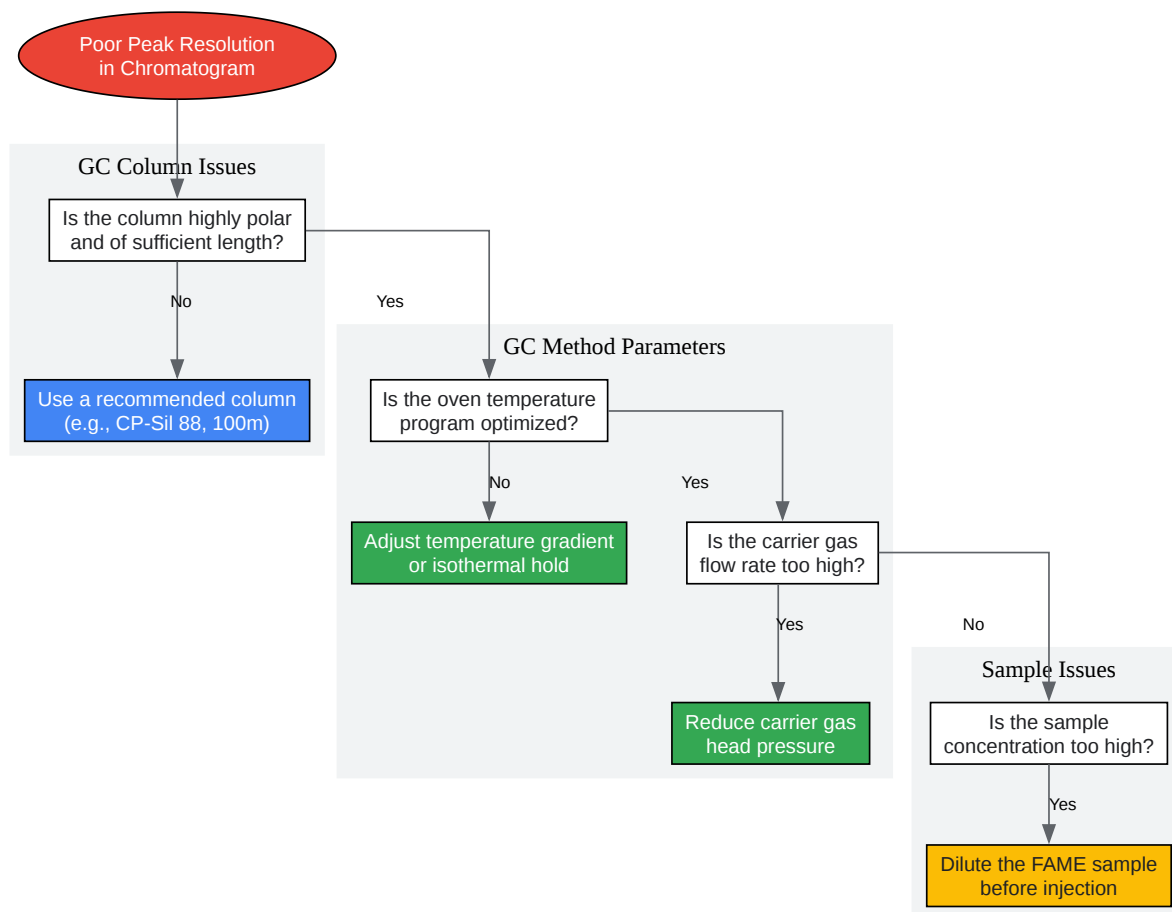 Poor Peak Resolution
in Chromatogram
GC Column Issues
Is the column highly polar
and of sufficient length?
No
Yes
Use a recommended column
(e.g., CP-Sil 88, 100m)
GC Method Parameters
Is the oven temperature
program optimized?
No
Yes
Adjust temperature gradient
or isothermal hold
Is the carrier gas
flow rate too high?
Yes
No
Reduce carrier gas
head pressure
Sample Issues
Is the sample
concentration too high?
Yes
Dilute the FAME sample
before injection